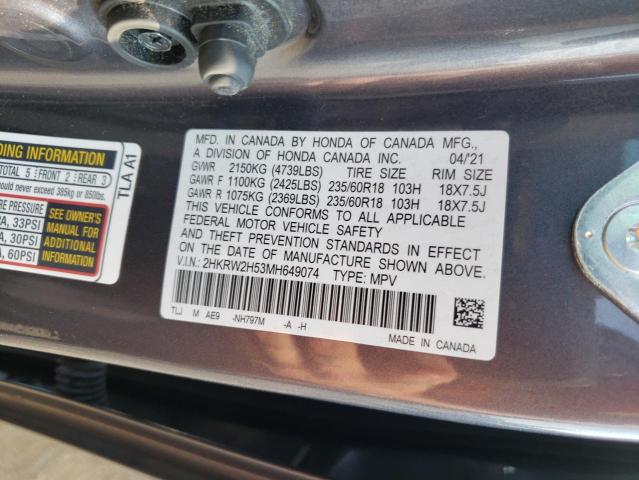 DING INFORMATION
TOTAL 5 FRONT 2 REAR 3
should never exceed 385kg or 850lbs.
TLA A1
RE PRESSURE
A, 33PSI
A, 30PSI
A, 60PSI
SEE OWNER'S
MANUAL FOR
ADDITIONAL
INFORMATION
MFD. IN CANADA BY HONDA OF CANADA MFG.,
A DIVISION OF HONDA CANADA INC. 04/'21
GVWR 2150KG (4739LBS) TIRE SIZE RIM SIZE
GAWR F 1100KG (2425LBS) 235/60R18 103H 18X7.5J
GAWR R 1075KG (2369LBS) 235/60R18 103H 18X7.5J
THIS VEHICLE CONFORMS TO ALL APPLICABLE
FEDERAL MOTOR VEHICLE SAFETY
AND THEFT PREVENTION STANDARDS IN EFFECT
ON THE DATE OF MANUFACTURE SHOWN ABOVE.
V.I.N.: 2HKRW2H53MH649074 TYPE: MPV
TLJ M AE9 -NH797M -A -H
MADE IN CANADA